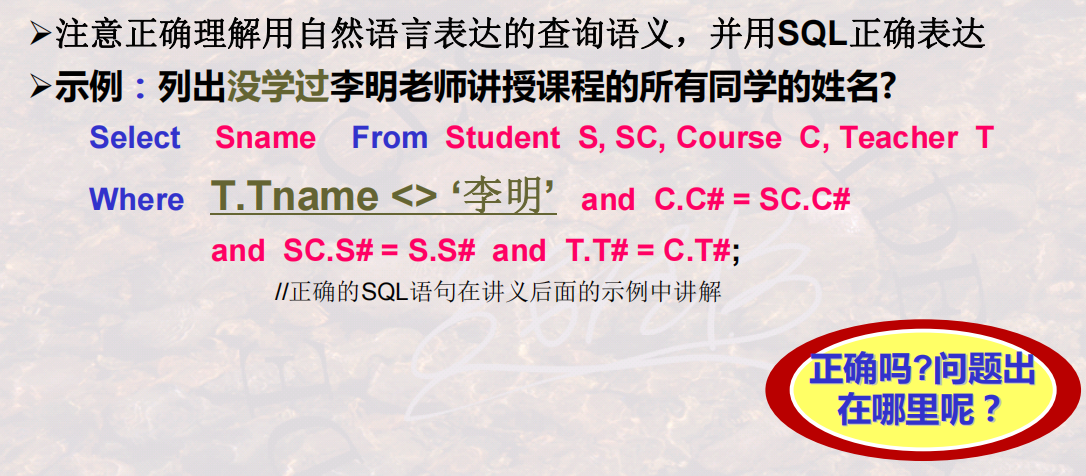 ➢注意正确理解用自然语言表达的查询语义，并用SQL正确表达
➢示例：列出没学过李明老师讲授课程的所有同学的姓名?
Select Sname From Student S, SC, Course C, Teacher T
Where T.Tname <> ‘李明’ and C.C# = SC.C#
and SC.S# = S.S# and T.T# = C.T#;
//正确的SQL语句在讲义后面的示例中讲解
正确吗?问题出
在哪里呢？